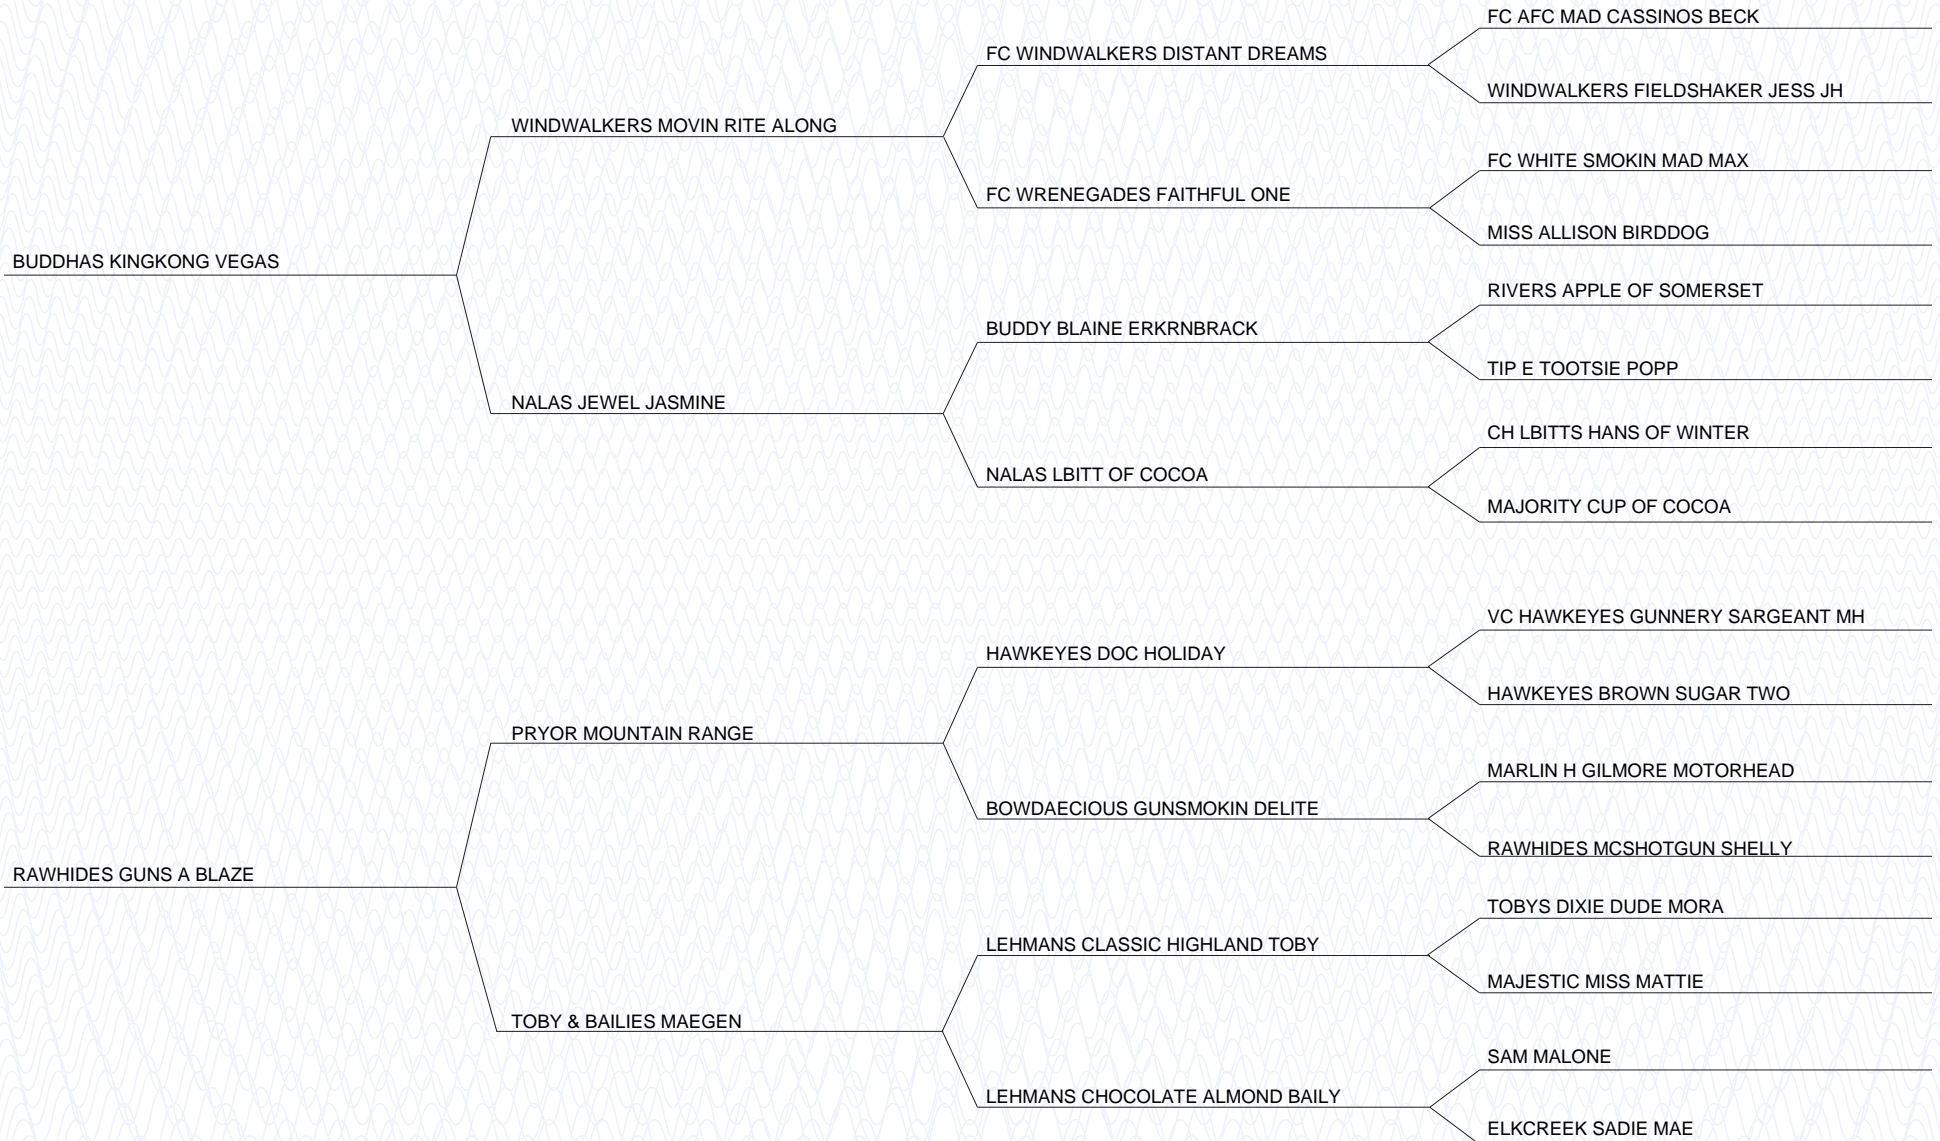 FC AFC MAD CASSINOS BECK
FC WINDWALKERS DISTANT DREAMS
WINDWALKERS FIELDSHAKER JESS JH
WINDWALKERS MOVIN RITE ALONG
FC WHITE SMOKIN MAD MAX
FC WRENEGADES FAITHFUL ONE
MISS ALLISON BIRDDOG
BUDDHAS KINGKONG VEGAS
RIVERS APPLE OF SOMERSET
BUDDY BLAINE ERKRNBRACK
TIP E TOOTSIE POPP
NALAS JEWEL JASMINE
CH LBITTS HANS OF WINTER
NALAS LBITT OF COCOA
MAJORITY CUP OF COCOA
VC HAWKEYES GUNNERY SARGEANT MH
HAWKEYES DOC HOLIDAY
HAWKEYES BROWN SUGAR TWO
PRYOR MOUNTAIN RANGE
MARLIN H GILMORE MOTORHEAD
BOWDAECIOUS GUNSMOKIN DELITE
RAWHIDES MCSHOTGUN SHELLY
RAWHIDES GUNS A BLAZE
TOBYS DIXIE DUDE MORA
LEHMANS CLASSIC HIGHLAND TOBY
MAJESTIC MISS MATTIE
TOBY & BAILIES MAEGEN
SAM MALONE
LEHMANS CHOCOLATE ALMOND BAILY
ELKCREEK SADIE MAE